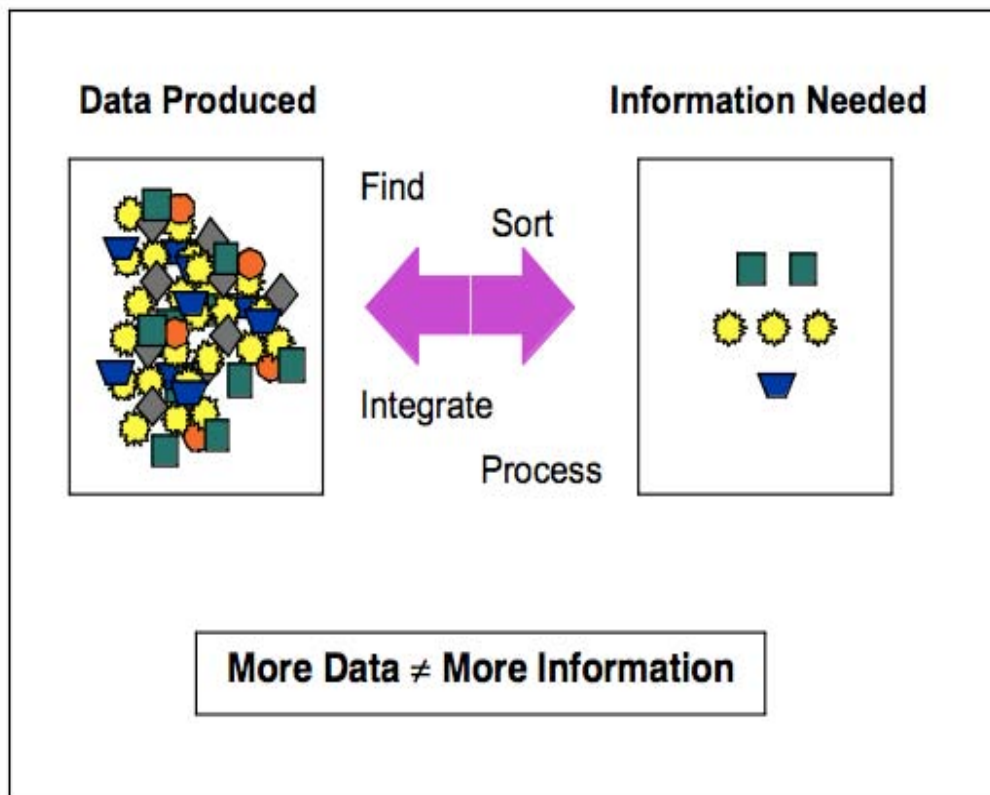 Data Produced
Information Needed
Find
Sort
Integrate
Process
More Data ≠ More Information